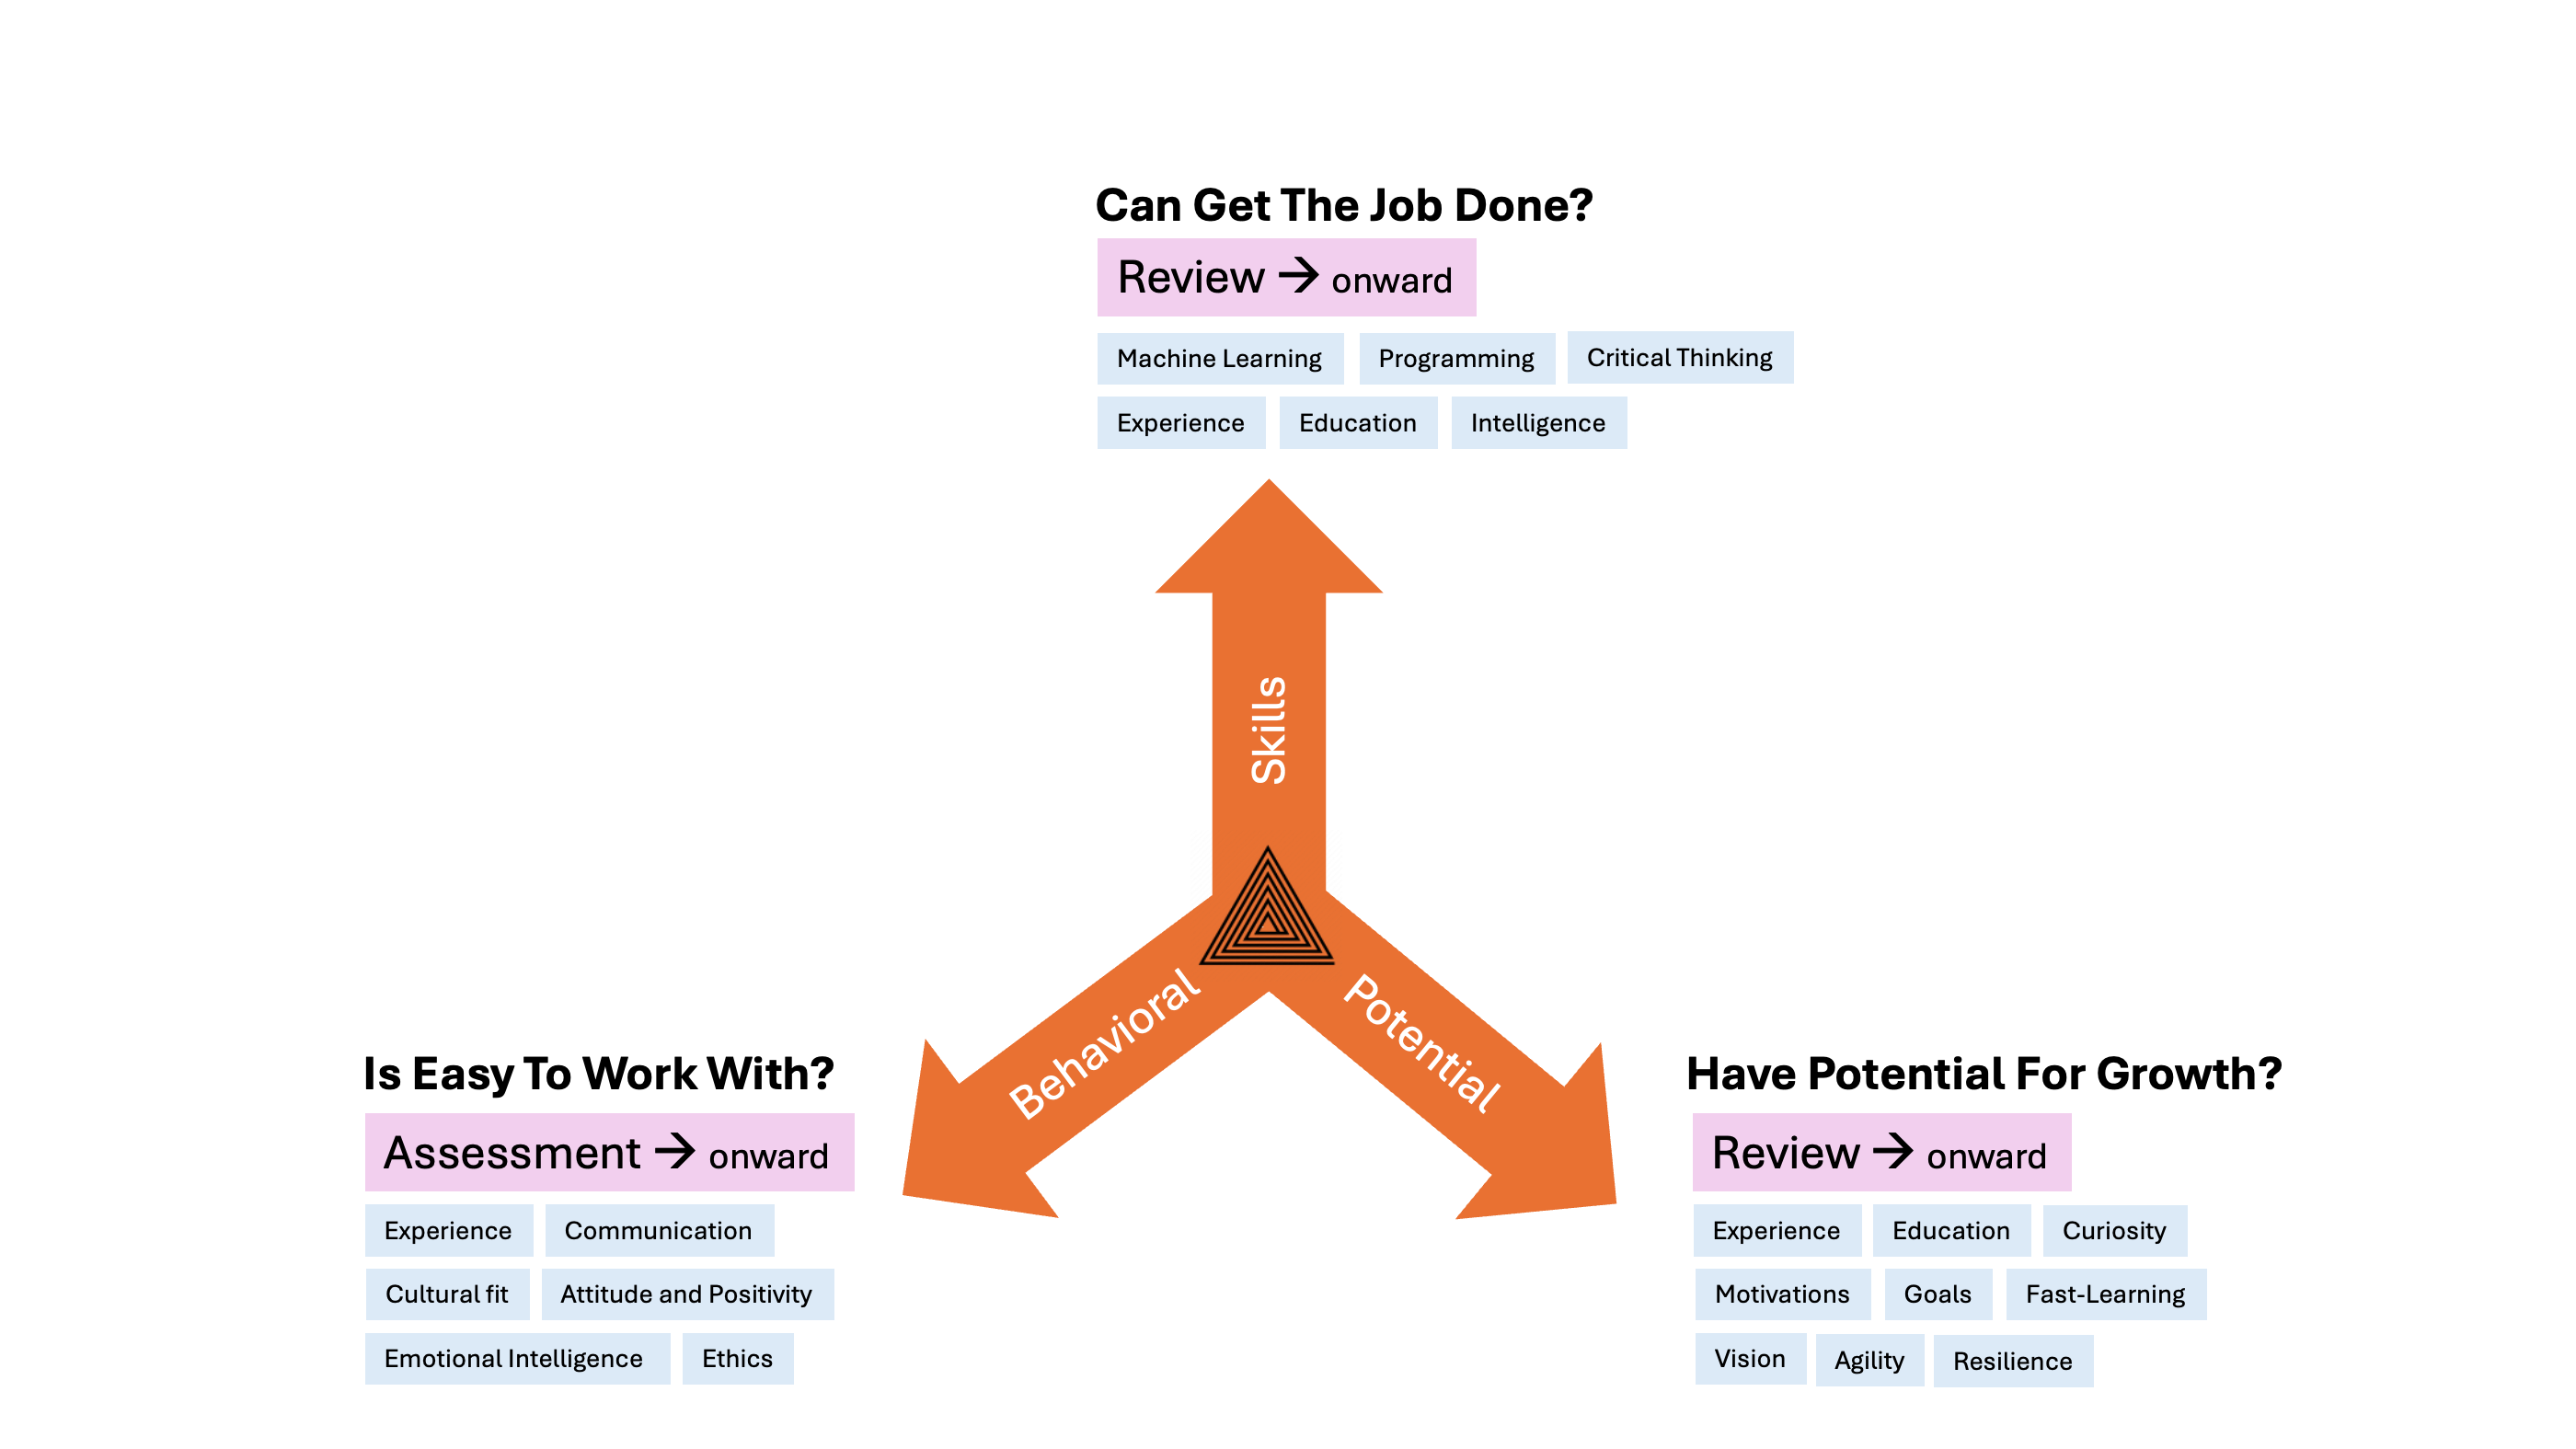 Can Get The Job Done?
Review → onward
Machine Learning Programming Critical Thinking
Experience Education Intelligence
Skills
Behavioral
Potential
Is Easy To Work With?
Assessment → onward
Experience Communication
Cultural fit Attitude and Positivity
Emotional Intelligence Ethics
Have Potential For Growth?
Review → onward
Experience Education Curiosity
Motivations Goals Fast-Learning
Vision Agility Resilience